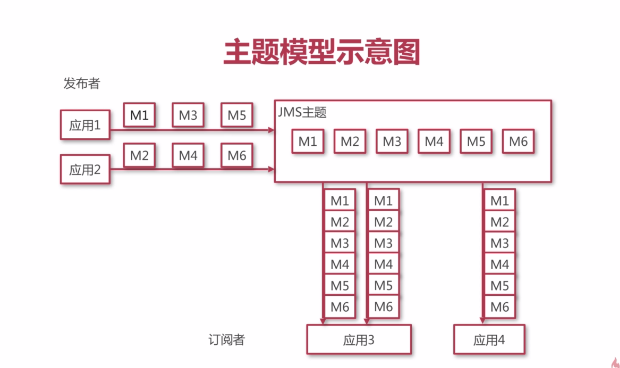 主题模型示意图
发布者
应用1
M1 M3 M5
应用2
M2 M4 M6
JMS主题
M1 M2 M3 M4 M5 M6
M1 M1 M1
M2 M2 M2
M3 M3 M3
M4 M4 M4
M5 M5 M5
M6 M6 M6
订阅者
应用3
应用4